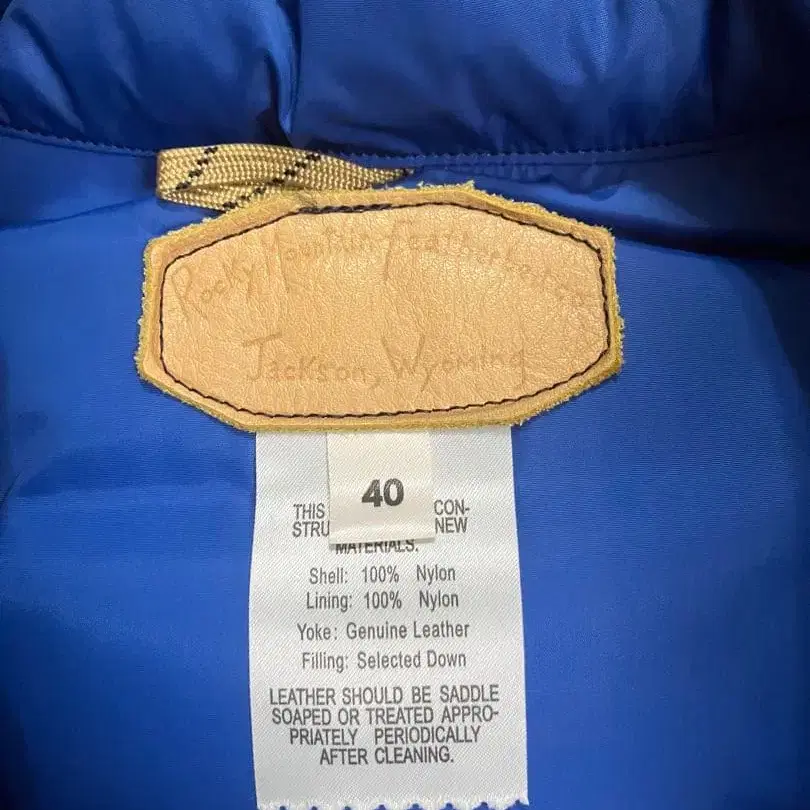 Rocky Mountain Featherbed co.
Jackson, Wyoming
40
THIS CON-
STRU NEW
MATERIALS.
Shell: 100% Nylon
Lining: 100% Nylon
Yoke: Genuine Leather
Filling: Selected Down
LEATHER SHOULD BE SADDLE
SOAPED OR TREATED APPRO-
PRIATELY PERIODICALLY
AFTER CLEANING.